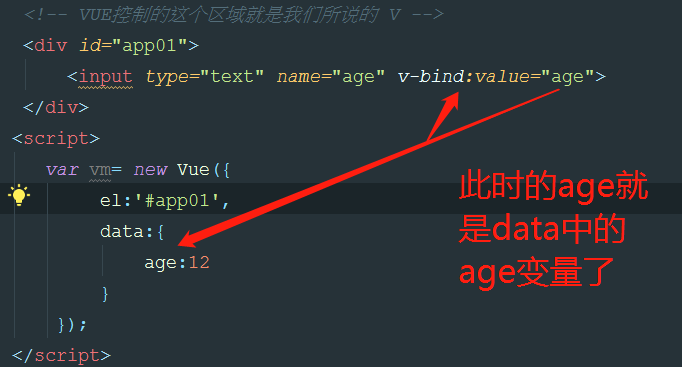 <!-- VUE控制的这个区域就是我们所说的 V -->
<div id="app01">
<input type="text" name="age" v-bind:value="age">
</div>
<script>
var vm= new Vue({
el:'#app01',
data:{
age:12
}
});
</script>
此时的age就
是data中的
age变量了